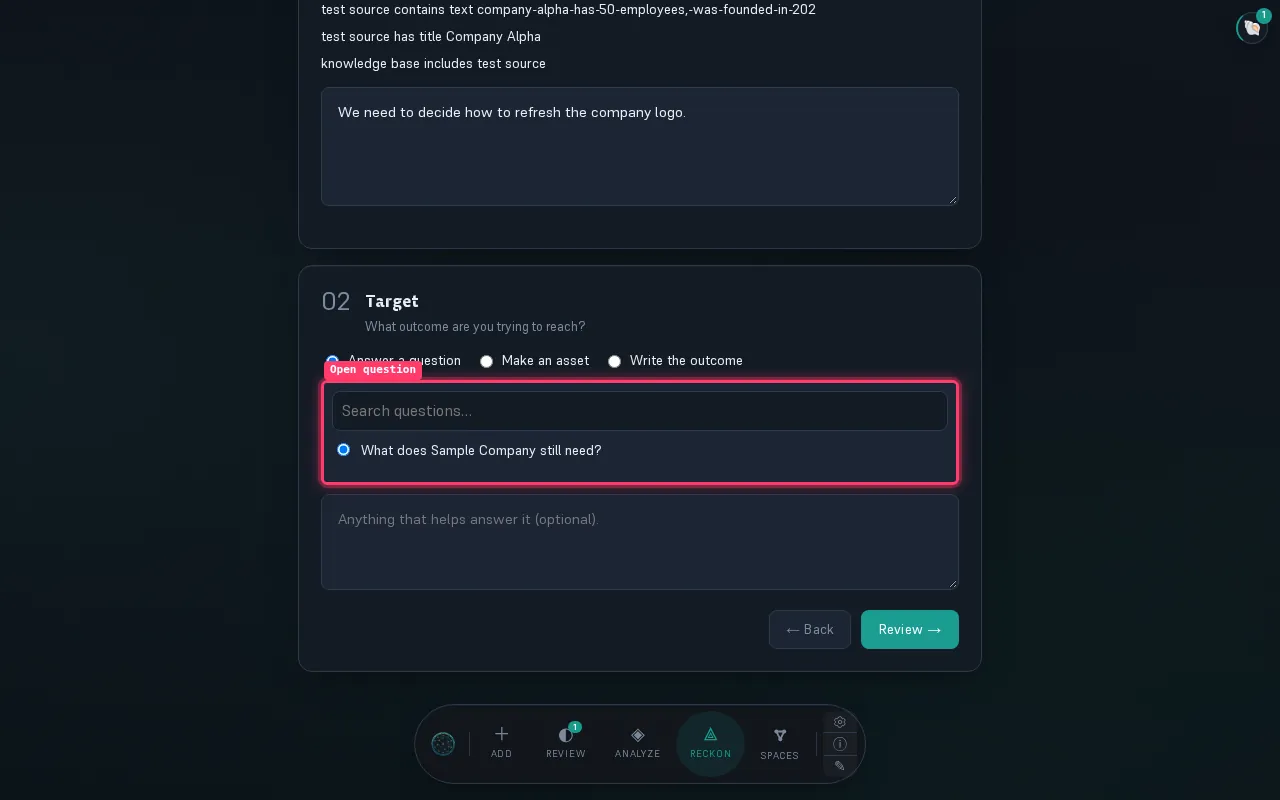 test source contains text company-alpha-has-50-employees,-was-founded-in-202
test source has title Company Alpha
knowledge base includes test source
We need to decide how to refresh the company logo.
1
02 Target
What outcome are you trying to reach?
Answer a question Make an asset Write the outcome
Open question
Search questions...
What does Sample Company still need?
Anything that helps answer it (optional).
← Back Review →
1
ADD REVIEW ANALYZE RECKON SPACES